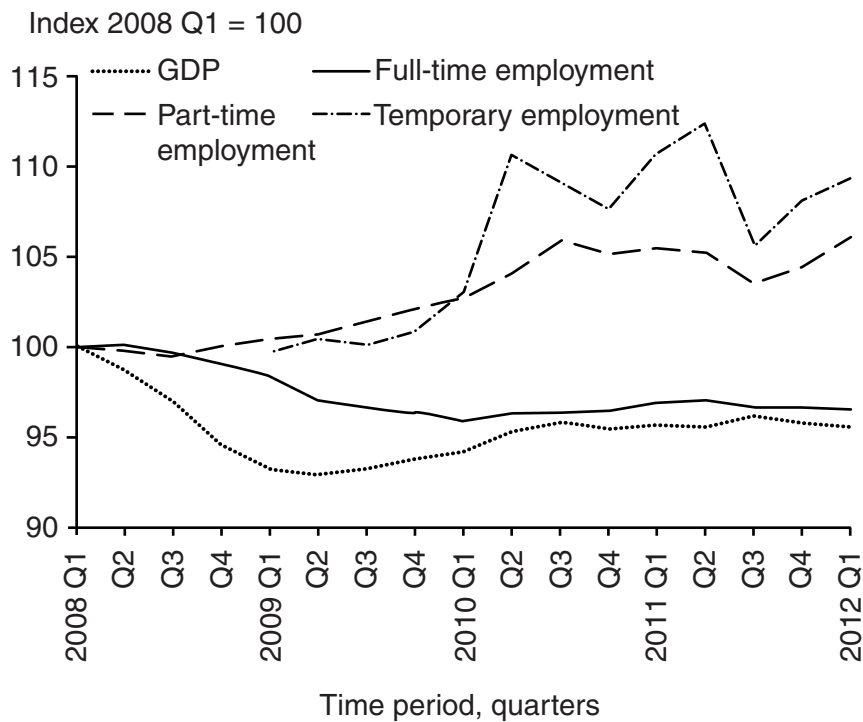 Index 2008 Q1 = 100
115
GDP
Full-time employment
Part-time
employment
Temporary employment
110
105
100
95
90
2008 Q1
Q2
Q3
Q4
2009 Q1
Q2
Q3
Q4
2010 Q1
Q2
Q3
Q4
2011 Q1
Q2
Q3
Q4
2012 Q1
Time period, quarters